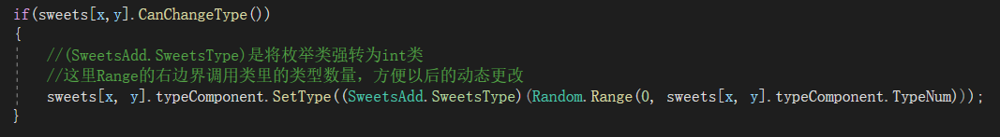 if(sweets[x,y].CanChangeType())
{
//(SweetsAdd.SweetsType)是将枚举类强转为int类
//这里Range的右边界调用类里的类型数量，方便以后的动态更改
sweets[x, y].typeComponent.SetType((SweetsAdd.SweetsType)(Random.Range(0, sweets[x, y].typeComponent.TypeNum)));
}